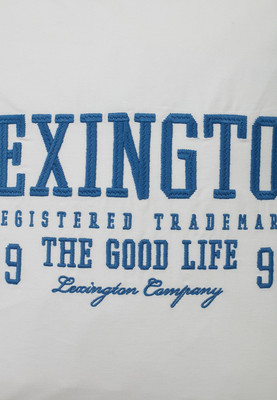 EXINGTO
EGISTERED TRADEMAR
9 THE GOOD LIFE 9
Lexington Company